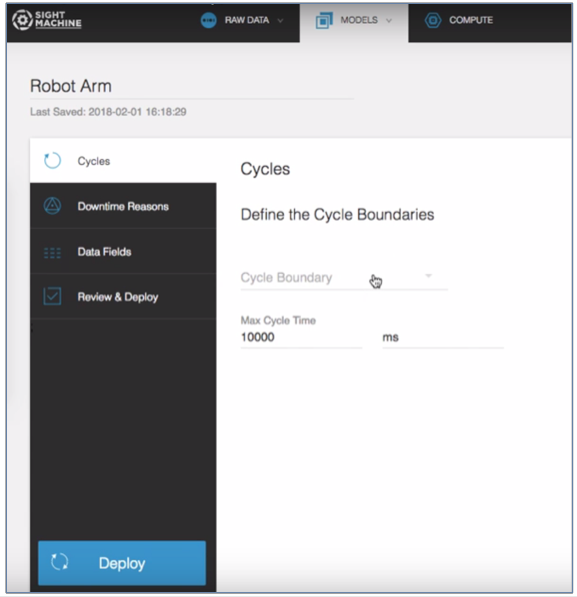 SIGHT
MACHINE
RAW DATA
MODELS
COMPUTE
Robot Arm
Last Saved: 2018-02-01 16:18:29
Cycles
Downtime Reasons
Data Fields
Review & Deploy
Deploy
Cycles
Define the Cycle Boundaries
Cycle Boundary
Max Cycle Time
10000 ms